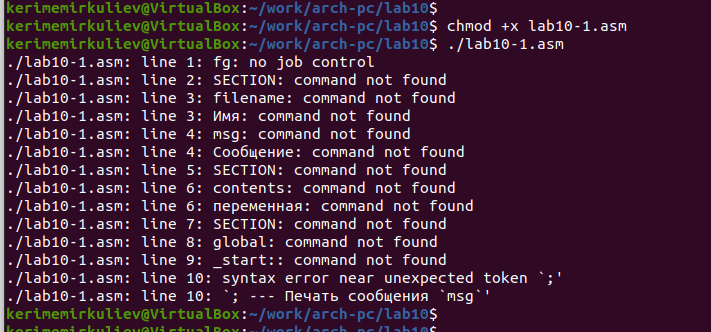 kerimemirkuliev@VirtualBox:~/work/arch-pc/lab10$
kerimemirkuliev@VirtualBox:~/work/arch-pc/lab10$ chmod +x lab10-1.asm
kerimemirkuliev@VirtualBox:~/work/arch-pc/lab10$ ./lab10-1.asm
./lab10-1.asm: line 1: fg: no job control
./lab10-1.asm: line 2: SECTION: command not found
./lab10-1.asm: line 3: filename: command not found
./lab10-1.asm: line 3: Имя: command not found
./lab10-1.asm: line 4: msg: command not found
./lab10-1.asm: line 4: Сообщение: command not found
./lab10-1.asm: line 5: SECTION: command not found
./lab10-1.asm: line 6: contents: command not found
./lab10-1.asm: line 6: переменная: command not found
./lab10-1.asm: line 7: SECTION: command not found
./lab10-1.asm: line 8: global: command not found
./lab10-1.asm: line 9: _start:: command not found
./lab10-1.asm: line 10: syntax error near unexpected token `;'
./lab10-1.asm: line 10: `; --- Печать сообщения `msg`'
kerimemirkuliev@VirtualBox:~/work/arch-pc/lab10$
kerimemirkuliev@VirtualBox:~/work/arch-pc/lab10$